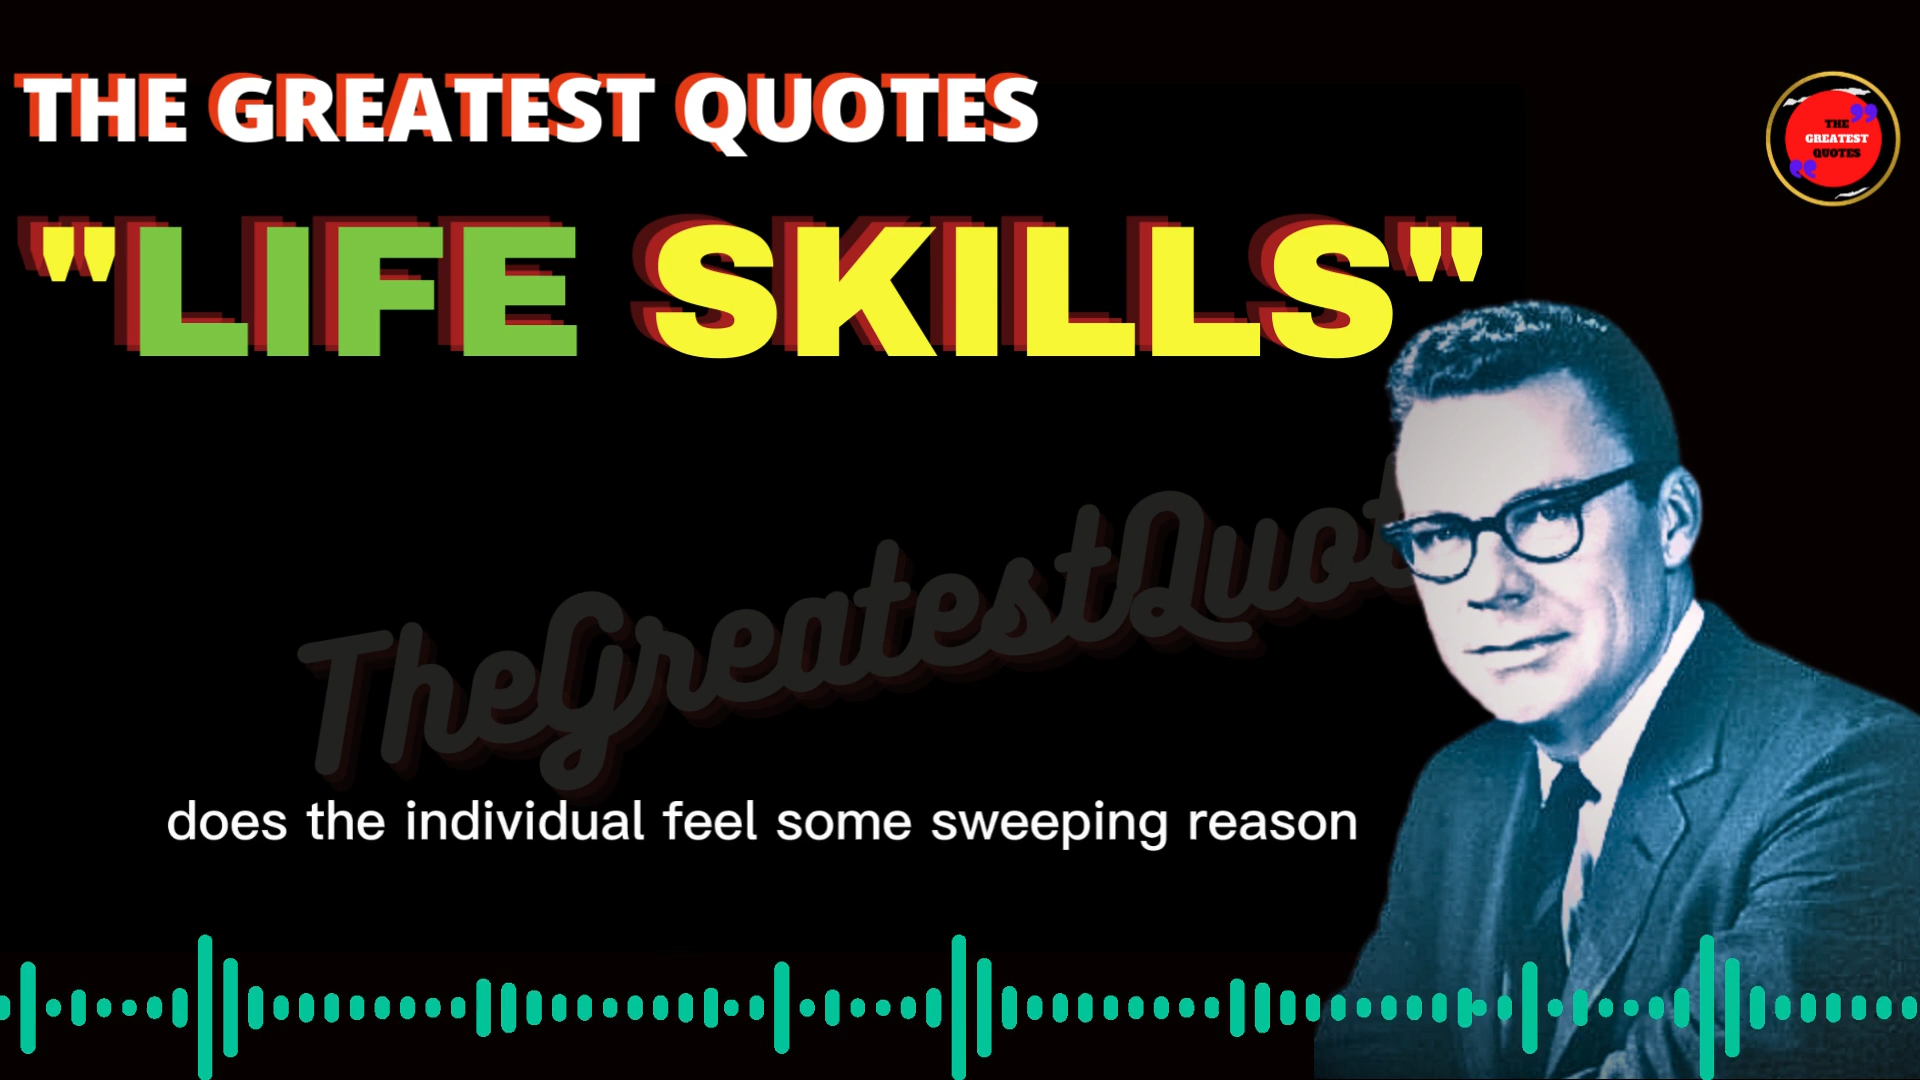 THE GREATEST QUOTES
THE
GREATEST
QUOTES
"LIFE SKILLS"
TheGreatestQuot
does the individual feel some sweeping reason